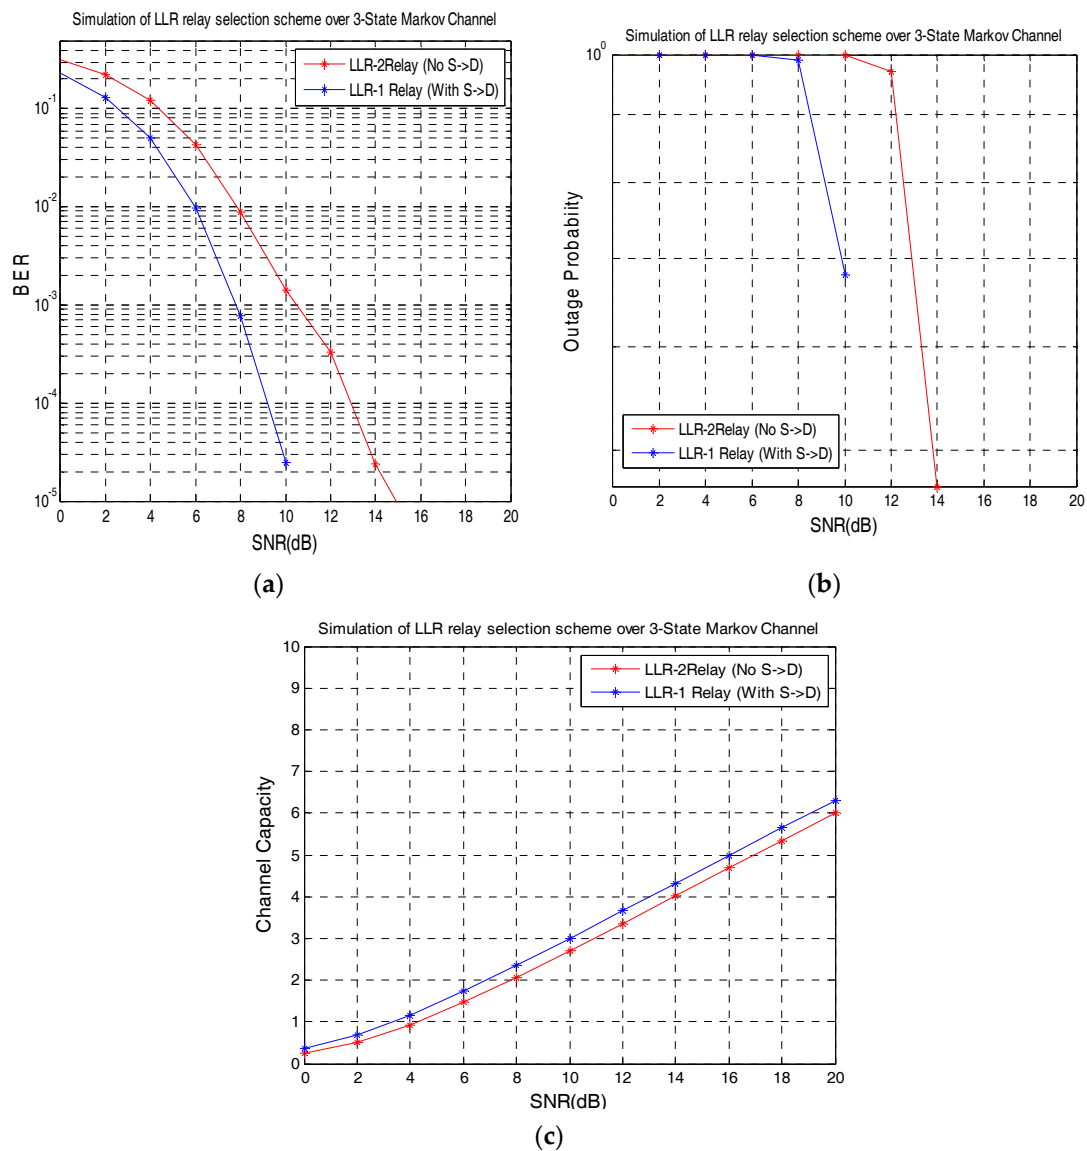 Simulation of LLR relay selection scheme over 3-State Markov Channel
LLR-2Relay (No S->D)
LLR-1 Relay (With S->D)
10^-1
10^-2
10^-3
10^-4
10^-5
BER
0 2 4 6 8 10 12 14 16 18 20
SNR(dB)
(a)
Simulation of LLR relay selection scheme over 3-State Markov Channel
10^0
Outage Probabiity
LLR-2Relay (No S->D)
LLR-1 Relay (With S->D)
0 2 4 6 8 10 12 14 16 18 20
SNR(dB)
(b)
Simulation of LLR relay selection scheme over 3-State Markov Channel
LLR-2Relay (No S->D)
LLR-1 Relay (With S->D)
10
9
8
7
6
5
4
3
2
1
0
Channel Capacity
0 2 4 6 8 10 12 14 16 18 20
SNR(dB)
(c)